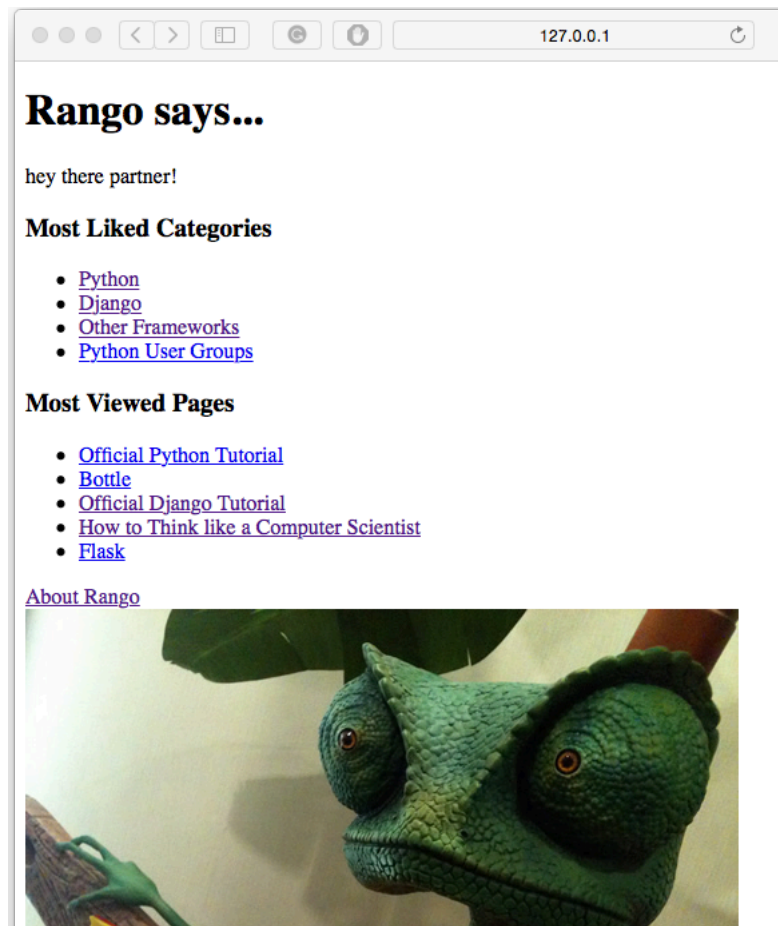 127.0.0.1
Rango says...
hey there partner!
Most Liked Categories
Python
Django
Other Frameworks
Python User Groups
Most Viewed Pages
Official Python Tutorial
Bottle
Official Django Tutorial
How to Think like a Computer Scientist
Flask
About Rango